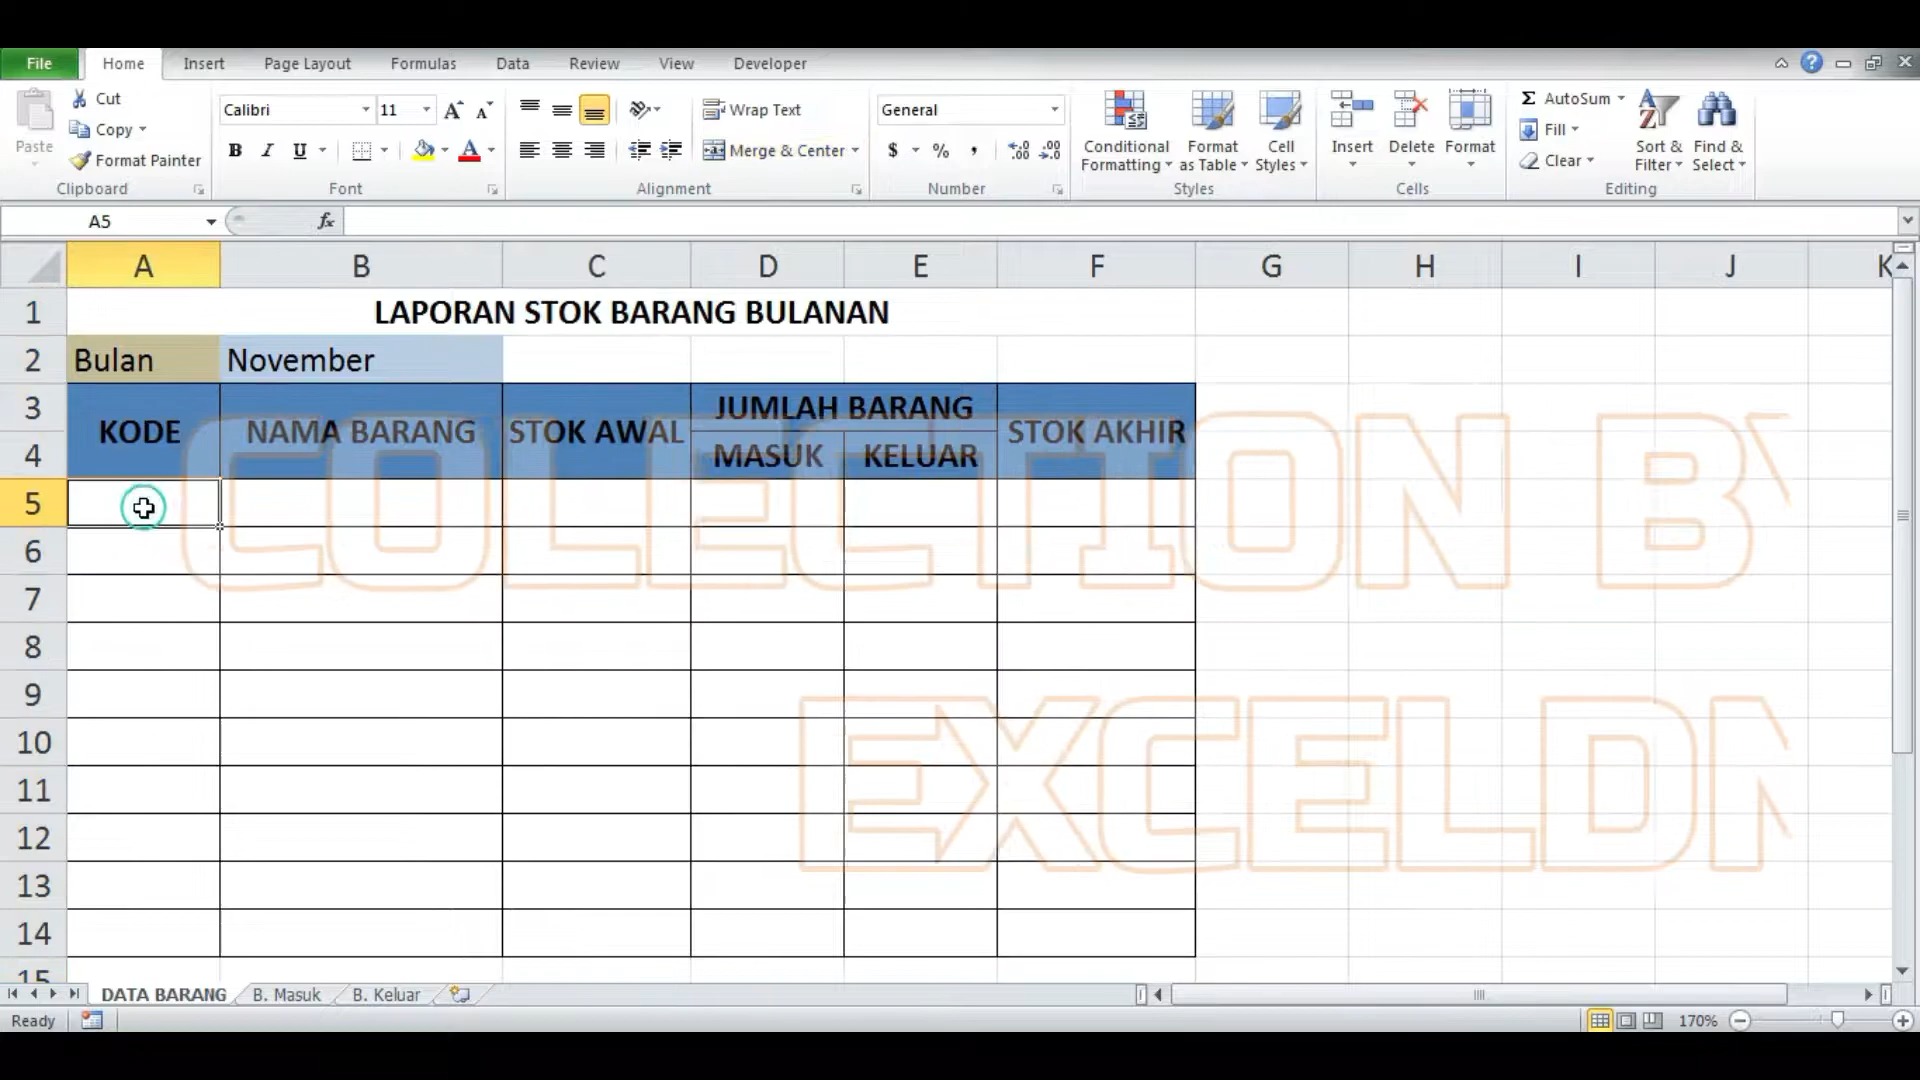 File Home Insert Page Layout Formulas Data Review View Developer
Cut
Copy
Format Painter
Paste
Clipboard
Calibri 11
B I U
Font
Wrap Text
Merge & Center
Alignment
General
$ % ,
Number
Conditional Formatting
Format as Table
Cell Styles
Styles
Insert Delete Format
Cells
Σ AutoSum
Fill
Clear
Sort & Filter
Find & Select
Editing
A5 fx
A B C D E F G H I J K
1 LAPORAN STOK BARANG BULANAN
2 Bulan November
3 KODE NAMA BARANG STOK AWAL JUMLAH BARANG STOK AKHIR
4 MASUK KELUAR
5
6
7
8
9
10
11
12
13
14
15
COLECTION BY
EXCELDN
DATA BARANG B. Masuk B. Keluar
Ready 170%